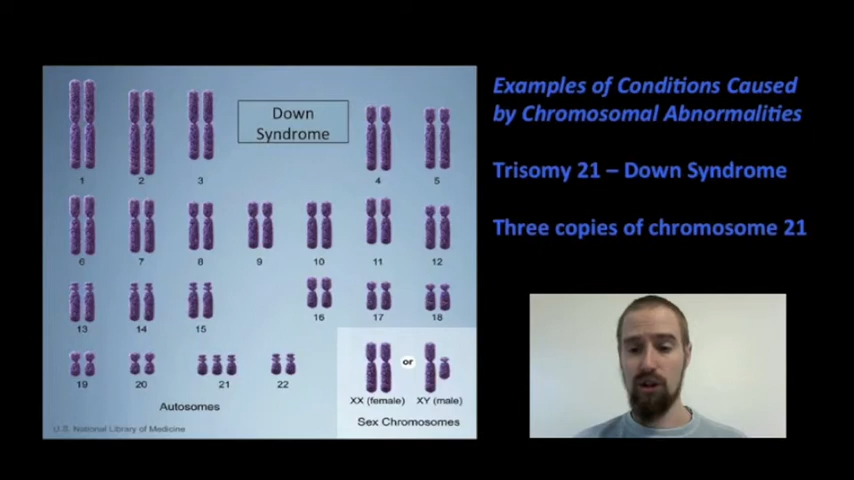 Down
Syndrome
1
2
3
4
5
6
7
8
9
10
11
12
13
14
15
16
17
18
19
20
21
22
or
XX (female)
XY (male)
Autosomes
Sex Chromosomes
U.S. National Library of Medicine
Examples of Conditions Caused
by Chromosomal Abnormalities
Trisomy 21 – Down Syndrome
Three copies of chromosome 21